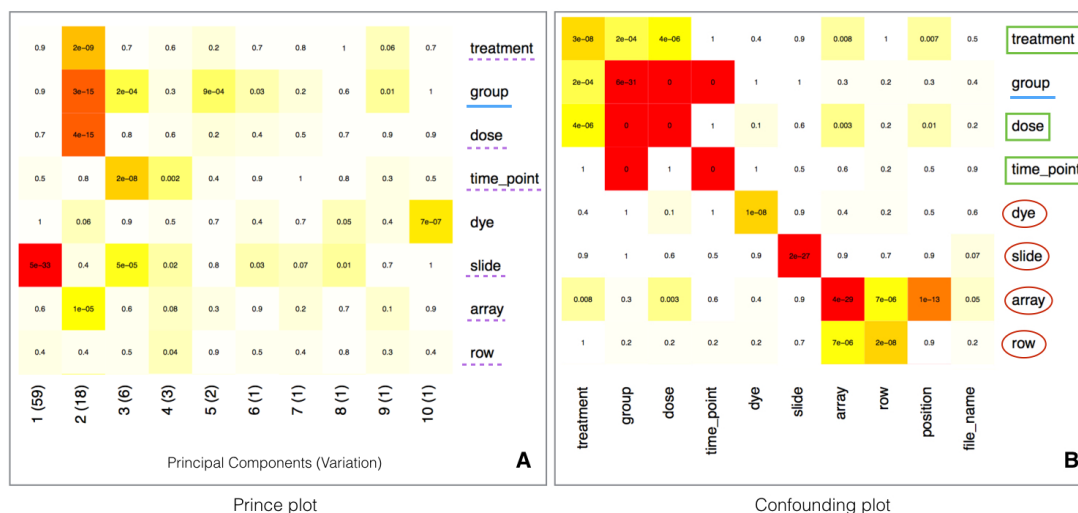 0.9 2e-09 0.7 0.6 0.2 0.7 0.8 1 0.06 0.7 treatment
0.9 3e-15 2e-04 0.3 9e-04 0.03 0.2 0.6 0.01 1 group
0.7 4e-15 0.8 0.6 0.2 0.4 0.5 0.7 0.9 0.9 dose
0.5 0.8 2e-08 0.002 0.4 0.9 1 0.8 0.3 0.5 time_point
1 0.06 0.9 0.5 0.7 0.4 0.7 0.05 0.4 7e-07 dye
5e-33 0.4 5e-05 0.02 0.8 0.03 0.07 0.01 0.7 1 slide
0.6 1e-05 0.6 0.08 0.3 0.9 0.2 0.7 0.1 0.9 array
0.4 0.4 0.5 0.04 0.9 0.5 0.4 0.8 0.3 0.4 row
1 (59) 2 (18) 3 (6) 4 (3) 5 (2) 6 (1) 7 (1) 8 (1) 9 (1) 10 (1)
Principal Components (Variation)
A
Prince plot
3e-08 2e-04 4e-06 1 0.4 0.9 0.008 1 0.007 0.5 treatment
2e-04 6e-31 0 0 1 1 0.3 0.2 0.3 0.4 group
4e-06 0 0 1 0.1 0.6 0.003 0.2 0.01 0.2 dose
1 0 1 0 1 0.5 0.6 0.2 0.5 0.9 time_point
0.4 1 0.1 1 1e-08 0.9 0.4 0.2 0.5 0.6 dye
0.9 1 0.6 0.5 0.9 2e-27 0.9 0.7 0.9 0.07 slide
0.008 0.3 0.003 0.6 0.4 0.9 4e-29 7e-06 1e-13 0.05 array
1 0.2 0.2 0.2 0.2 0.7 7e-06 2e-08 0.9 0.2 row
treatment group dose time_point dye slide array row position file_name
B
Confounding plot